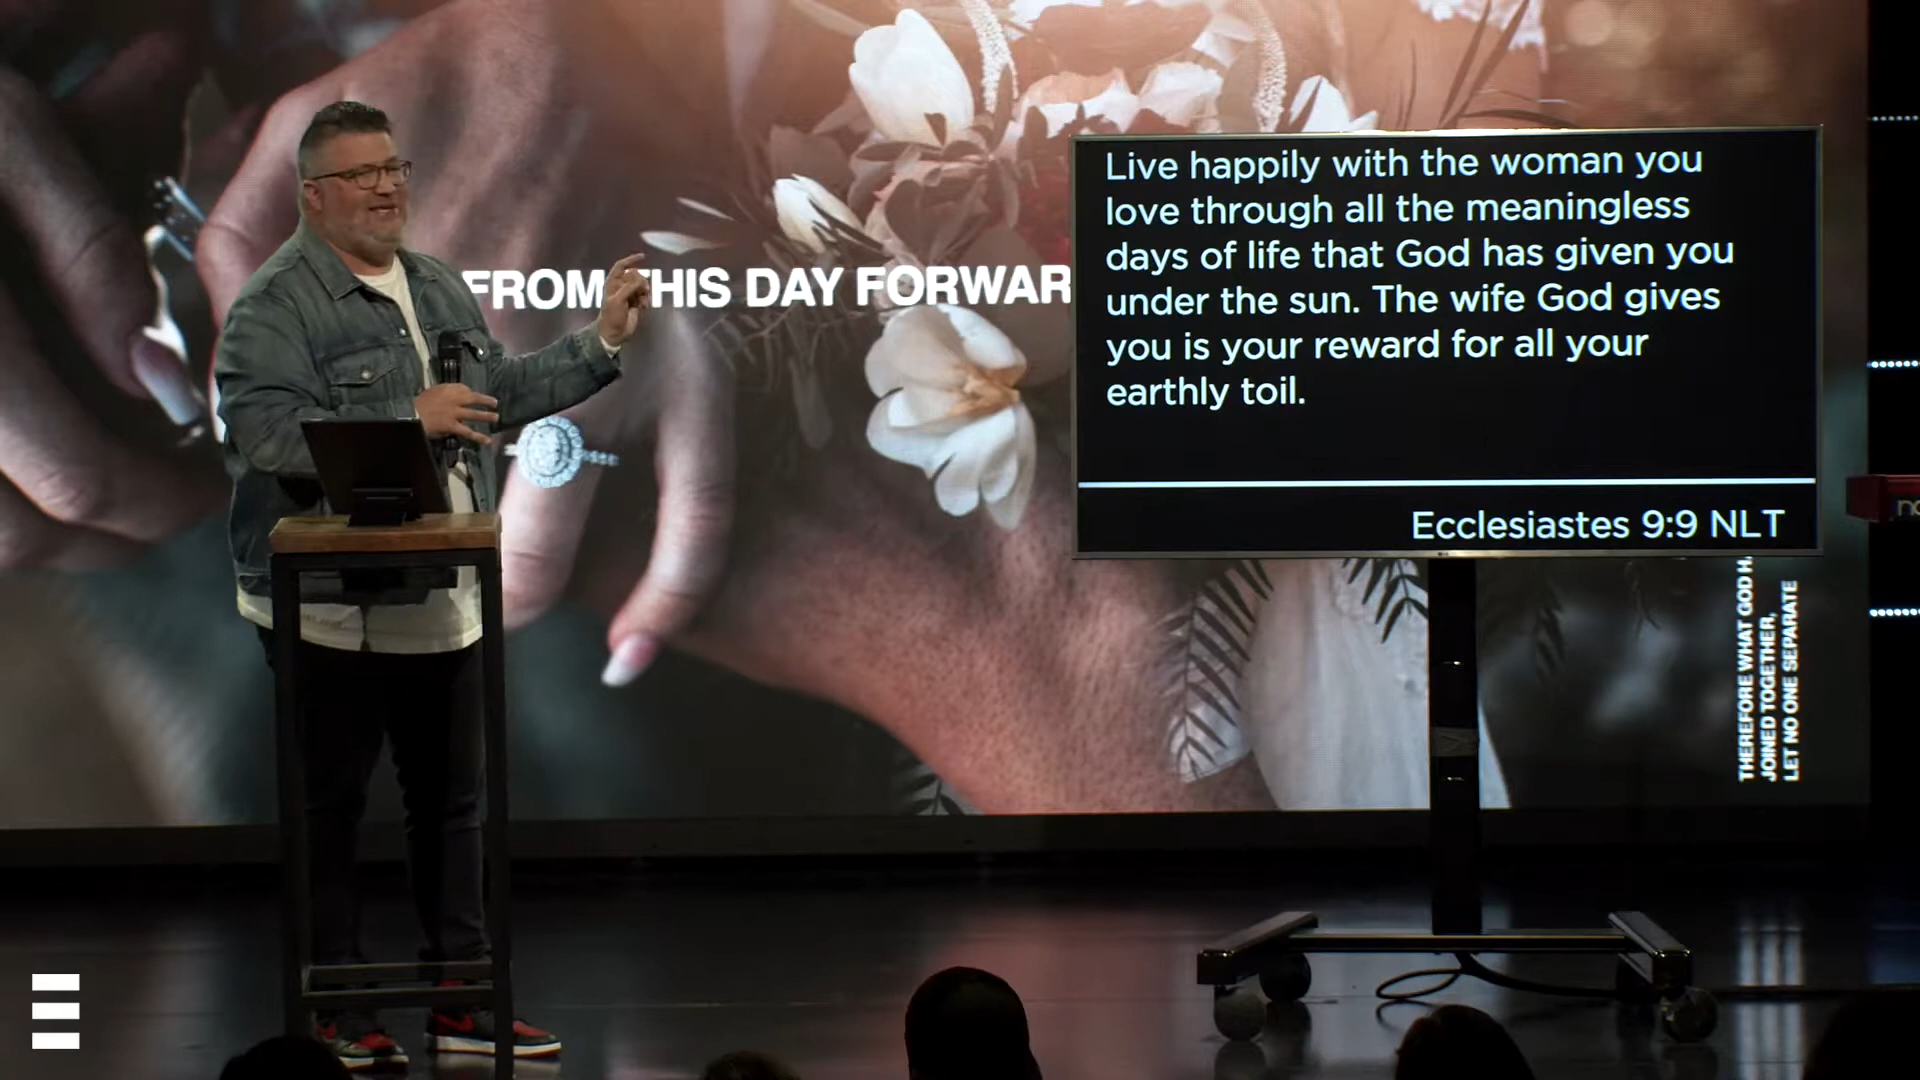 FROM THIS DAY FORWAR
Live happily with the woman you
love through all the meaningless
days of life that God has given you
under the sun. The wife God gives
you is your reward for all your
earthly toil.
Ecclesiastes 9:9 NLT
THEREFORE WHAT GOD HA
JOINED TOGETHER,
LET NO ONE SEPARATE